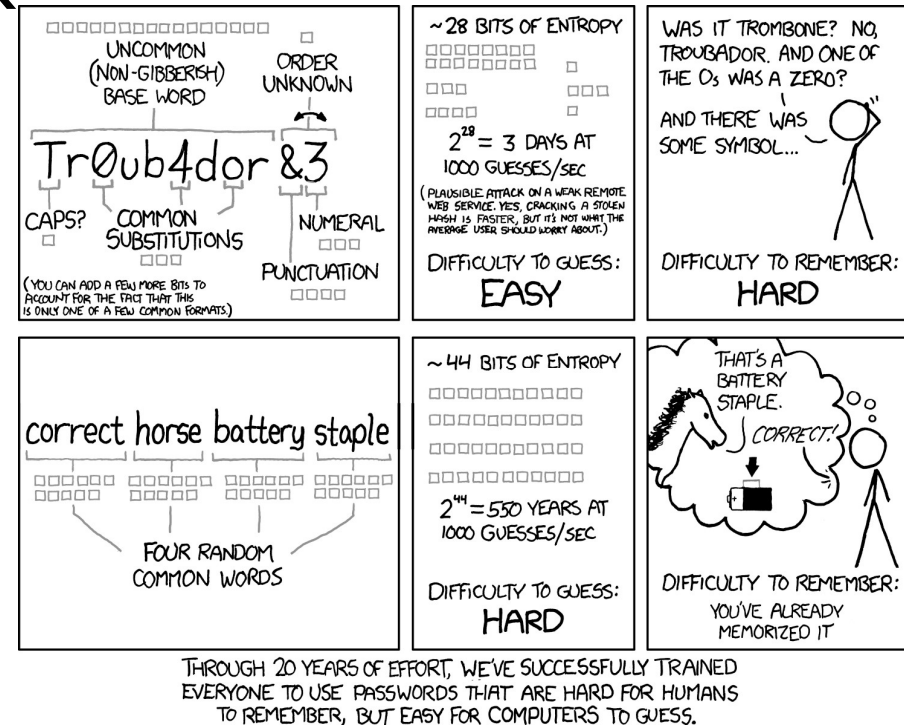 UNCOMMON
(NON-GIBBERISH)
BASE WORD
ORDER
UNKNOWN
Tr0ub4dor &3
CAPS?
COMMON
SUBSTITUTIONS
NUMERAL
PUNCTUATION
(YOU CAN ADD A FEW MORE BITS TO
ACCOUNT FOR THE FACT THAT THIS
IS ONLY ONE OF A FEW COMMON FORMATS.)
~28 BITS OF ENTROPY
2²⁸ = 3 DAYS AT
1000 GUESSES/SEC
(PLAUSIBLE ATTACK ON A WEAK REMOTE
WEB SERVICE. YES, CRACKING A STOLEN
HASH IS FASTER, BUT IT'S NOT WHAT THE
AVERAGE USER SHOULD WORRY ABOUT.)
DIFFICULTY TO GUESS:
EASY
WAS IT TROMBONE? NO,
TROUBADOR. AND ONE OF
THE Os WAS A ZERO?
AND THERE WAS
SOME SYMBOL...
DIFFICULTY TO REMEMBER:
HARD
correct horse battery staple
FOUR RANDOM
COMMON WORDS
~44 BITS OF ENTROPY
2⁴⁴ = 550 YEARS AT
1000 GUESSES/SEC
DIFFICULTY TO GUESS:
HARD
THAT'S A
BATTERY
STAPLE.
CORRECT!
DIFFICULTY TO REMEMBER:
YOU'VE ALREADY
MEMORIZED IT
THROUGH 20 YEARS OF EFFORT, WE'VE SUCCESSFULLY TRAINED
EVERYONE TO USE PASSWORDS THAT ARE HARD FOR HUMANS
TO REMEMBER, BUT EASY FOR COMPUTERS TO GUESS.